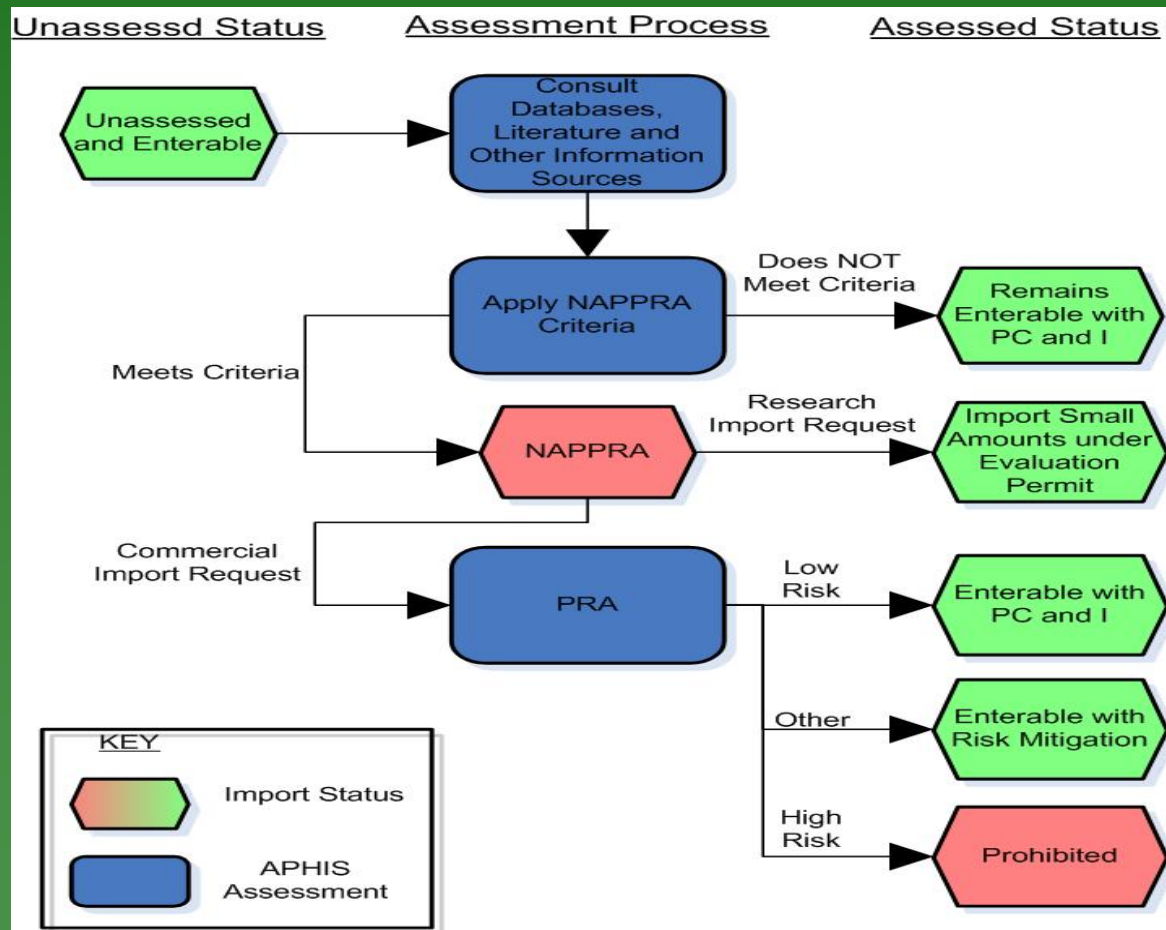 Unassessd Status
Assessment Process
Assessed Status
Unassessed
and Enterable
Consult
Databases,
Literature and
Other Information
Sources
Apply NAPPRA
Criteria
Does NOT
Meet Criteria
Remains
Enterable with
PC and I
Meets Criteria
NAPPRA
Research
Import Request
Import Small
Amounts under
Evaluation
Permit
Commercial
Import Request
PRA
Low
Risk
Enterable with
PC and I
Other
Enterable with
Risk Mitigation
High
Risk
Prohibited
KEY
Import Status
APHIS
Assessment